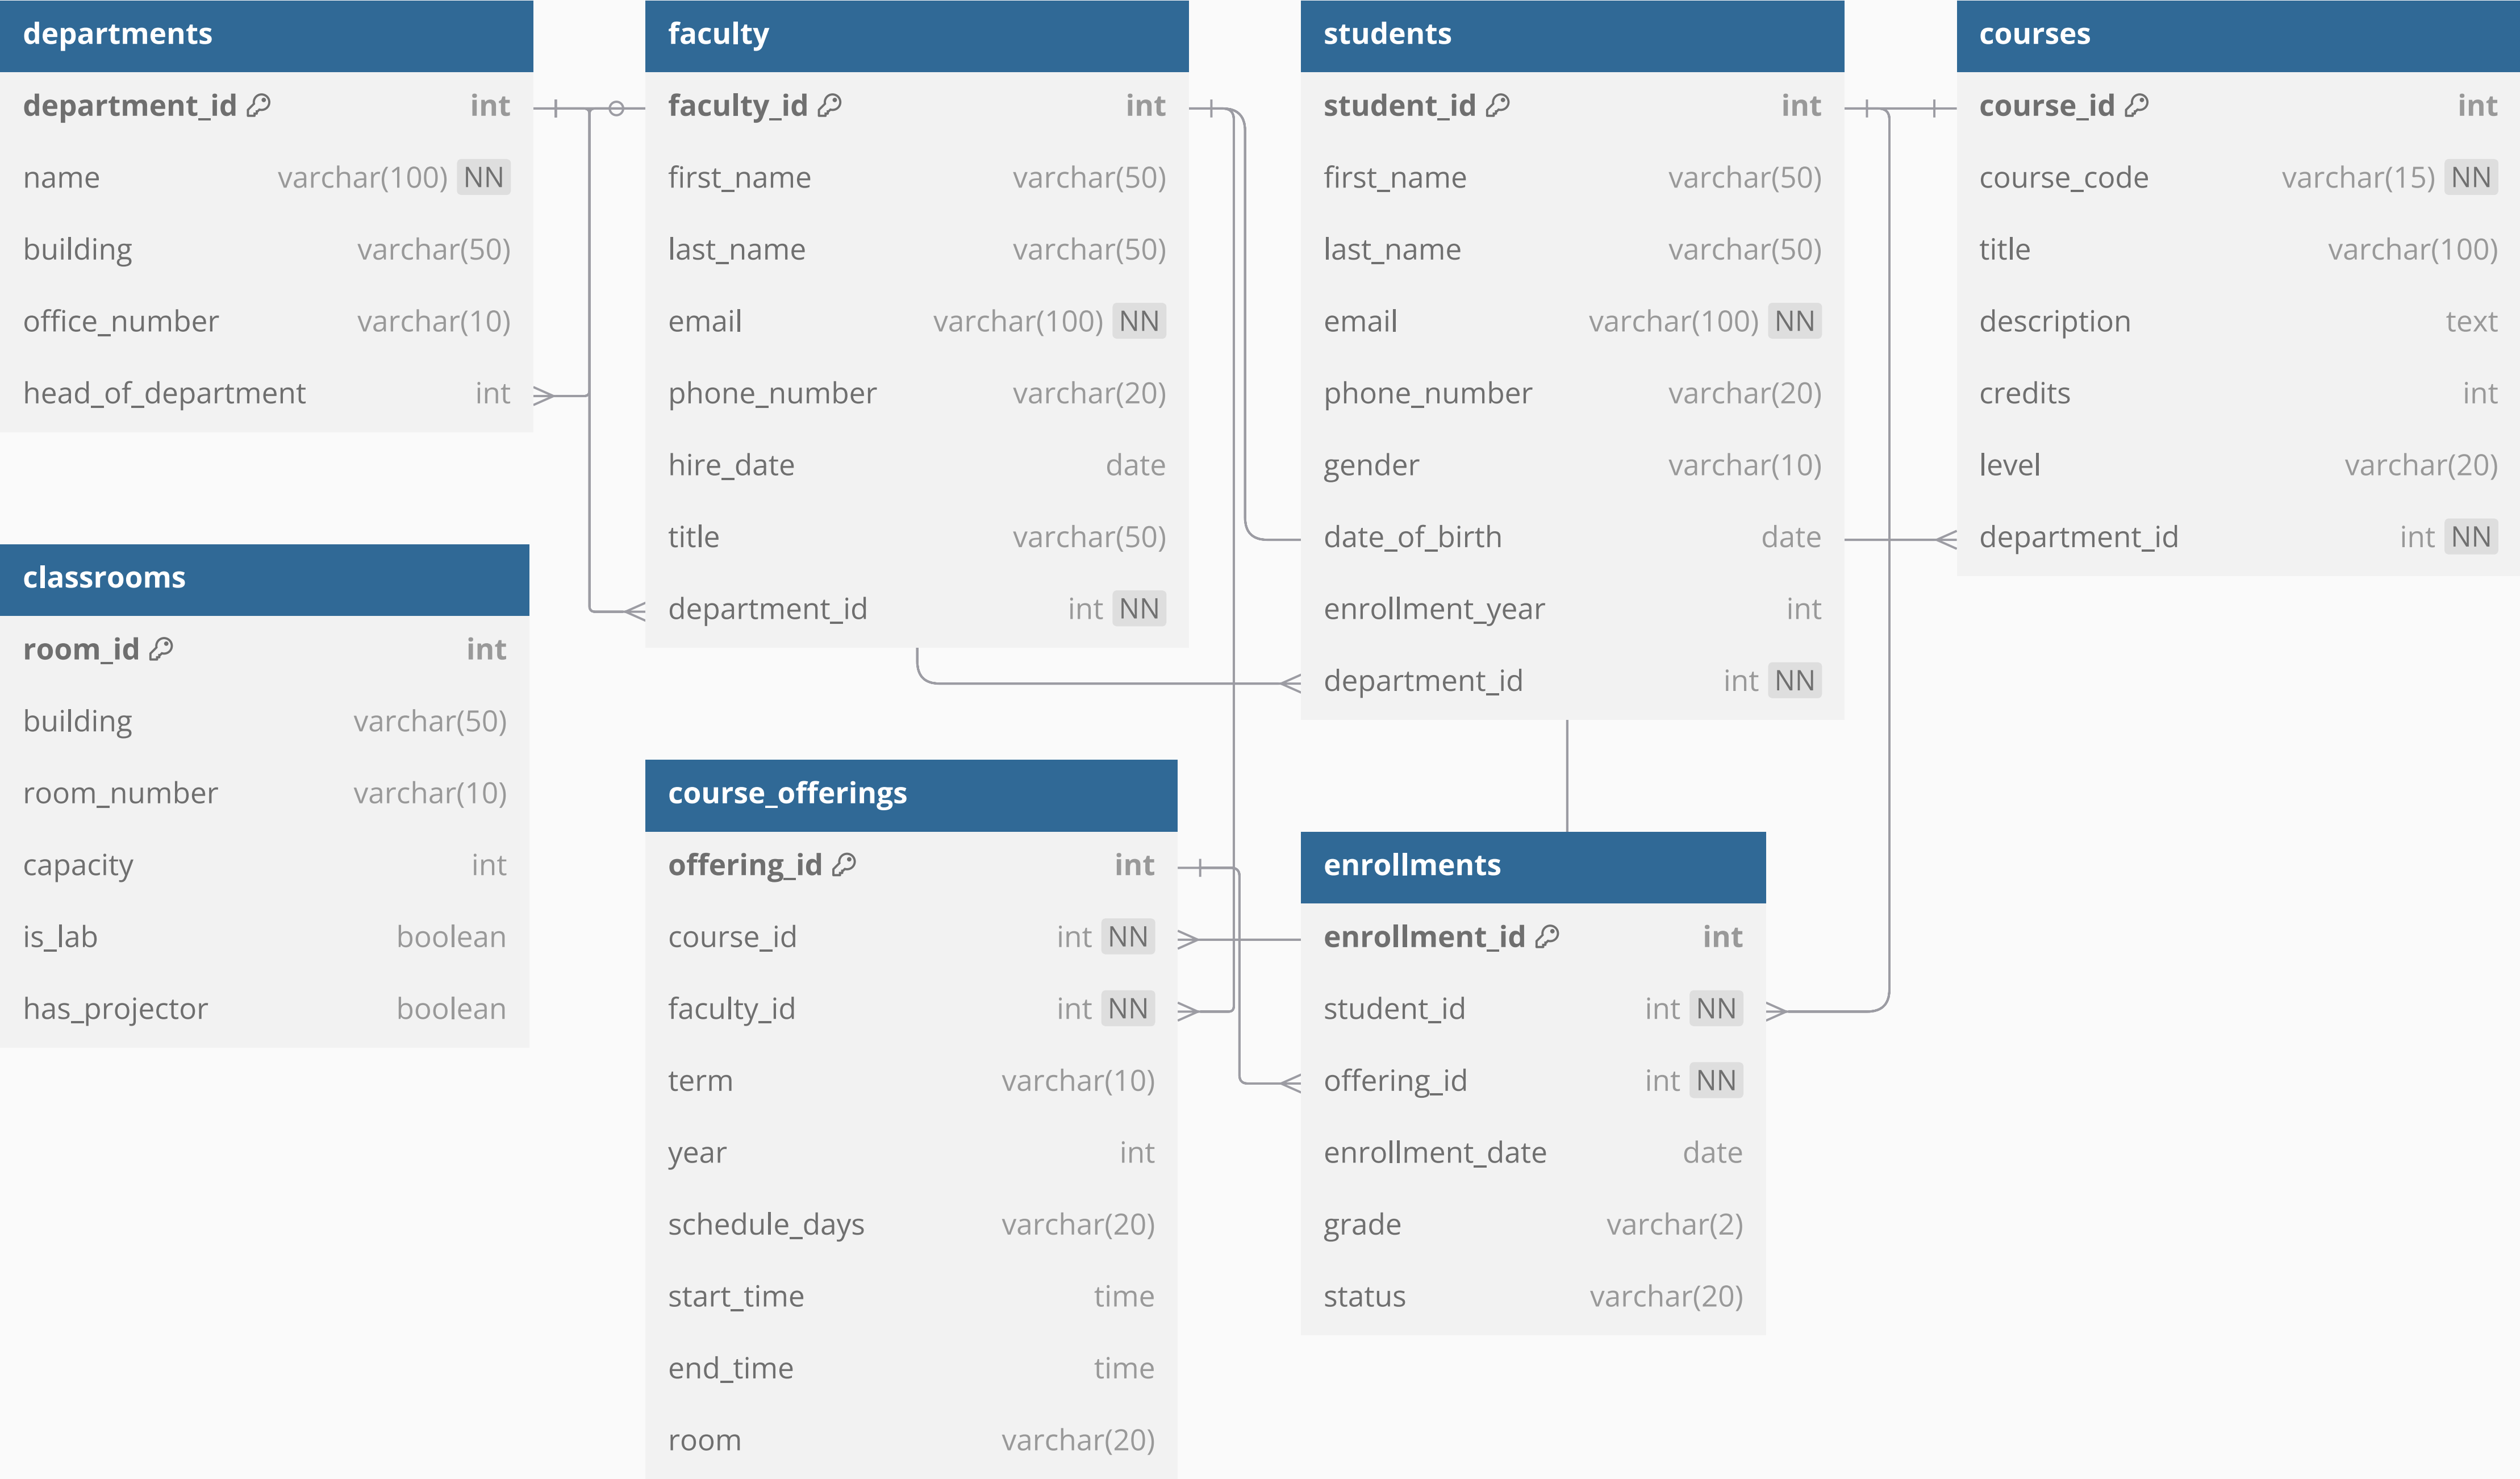 departments
department_id int
name varchar(100) NN
building varchar(50)
office_number varchar(10)
head_of_department int
classrooms
room_id int
building varchar(50)
room_number varchar(10)
capacity int
is_lab boolean
has_projector boolean
faculty
faculty_id int
first_name varchar(50)
last_name varchar(50)
email varchar(100) NN
phone_number varchar(20)
hire_date date
title varchar(50)
department_id int NN
course_offerings
offering_id int
course_id int NN
faculty_id int NN
term varchar(10)
year int
schedule_days varchar(20)
start_time time
end_time time
room varchar(20)
students
student_id int
first_name varchar(50)
last_name varchar(50)
email varchar(100) NN
phone_number varchar(20)
gender varchar(10)
date_of_birth date
enrollment_year int
department_id int NN
enrollments
enrollment_id int
student_id int NN
offering_id int NN
enrollment_date date
grade varchar(2)
status varchar(20)
courses
course_id int
course_code varchar(15) NN
title varchar(100)
description text
credits int
level varchar(20)
department_id int NN